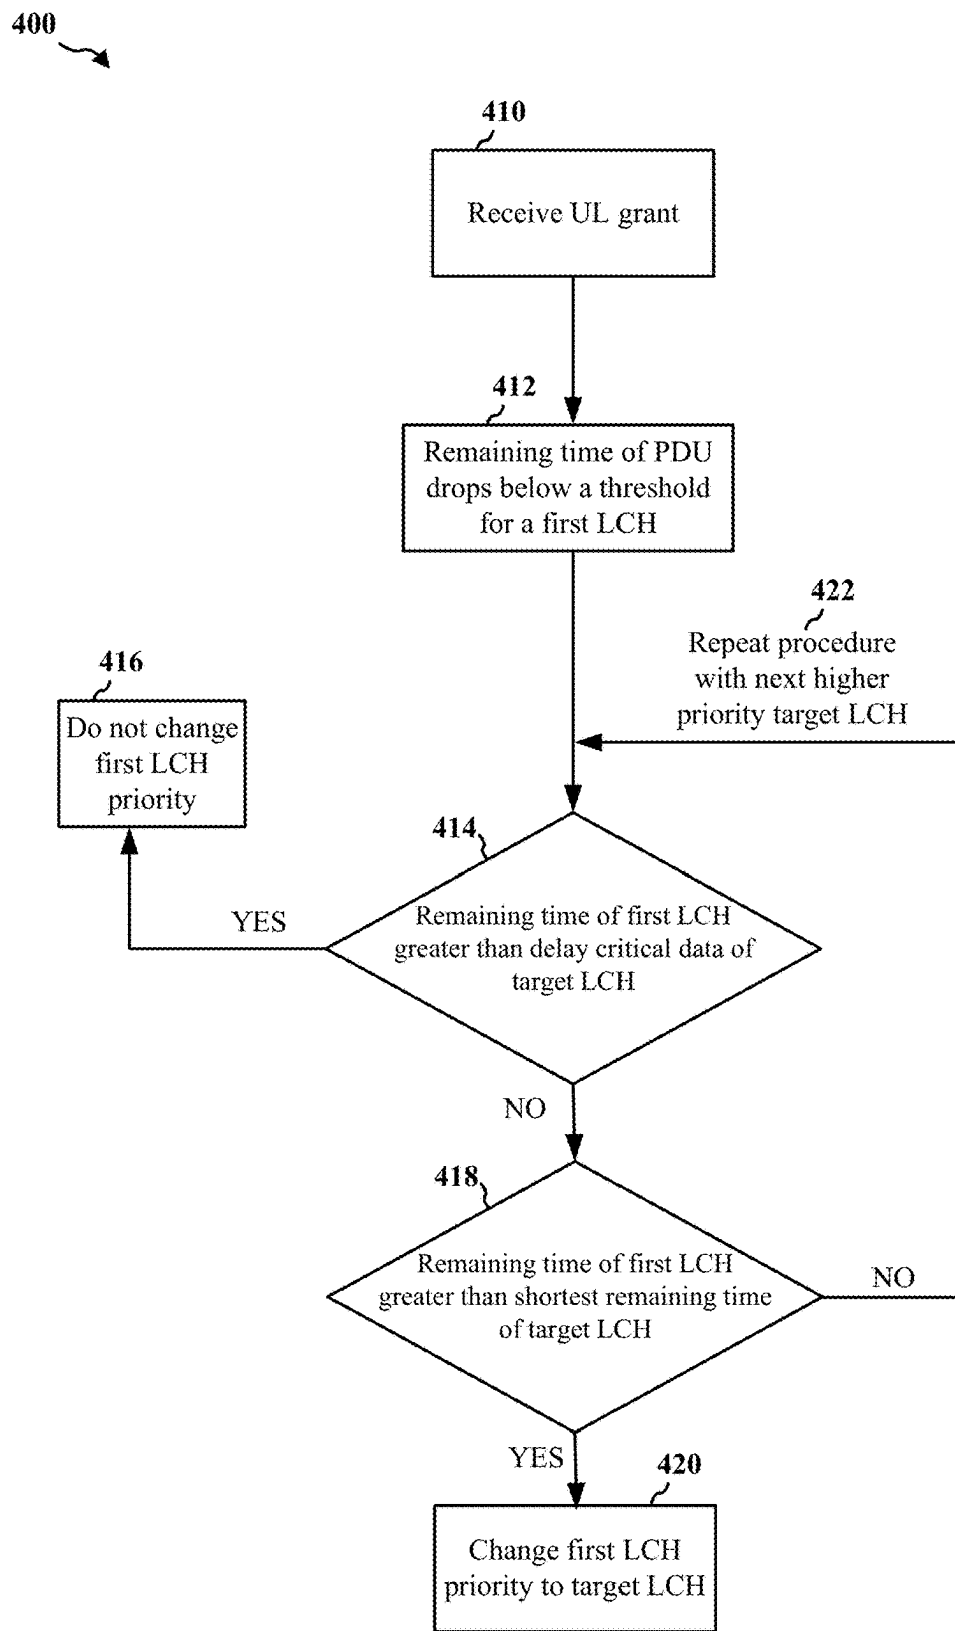 400
410
Receive UL grant
412
Remaining time of PDU
drops below a threshold
for a first LCH
422
Repeat procedure
with next higher
priority target LCH
416
Do not change
first LCH
priority
414
YES
Remaining time of first LCH
greater than delay critical data of
target LCH
NO
418
Remaining time of first LCH
greater than shortest remaining time
of target LCH
NO
YES
420
Change first LCH
priority to target LCH